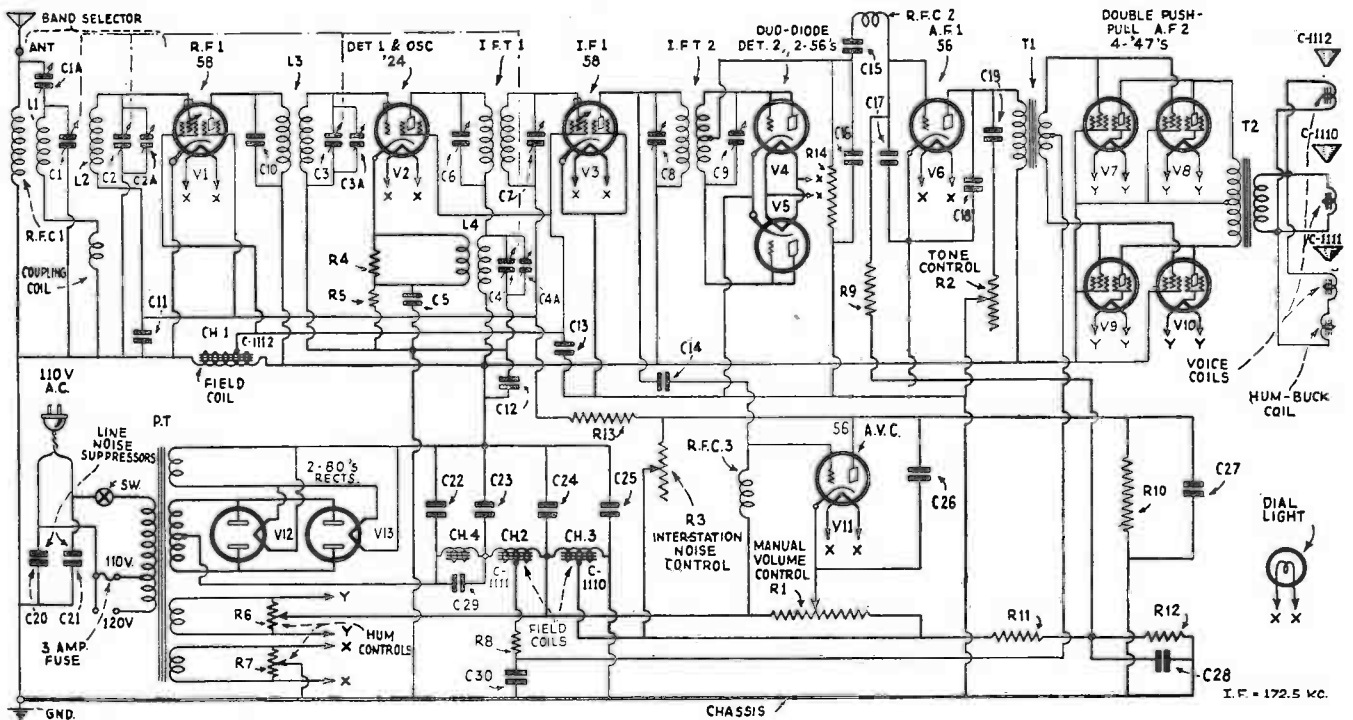 BAND SELECTOR
ANT
C1A
L1
C1
L2
C2
C2A
R.F.1
58
V1
X X
R.F.C 1
COUPLING
COIL
C11
C10
L3
DET 1 & OSC
'24
C3
C3A
V2
X X
I.F.T 1
C6
C7
I.F.1
58
V3
X X
R4
R5
C5
L4
C4
C4A
CH.1
C-1112
FIELD
COIL
C12
C13
C14
I.F.T 2
C8
C9
DUO-DIODE
DET. 2, 2-56's
V4
X
X
V5
R14
C16
R.F.C 2
C15
C17
A.F.1
56
V6
X X
R9
C18
C19
TONE
CONTROL
R2
T1
DOUBLE PUSH-
PULL A.F.2
4-'47's
V7
Y Y
V8
Y Y
V9
Y Y
V10
Y Y
T2
C-1112
C-1110
C-1111
VOICE
COILS
HUM-BUCK
COIL
110 V
A.C.
LINE NOISE
SUPPRESSORS
SW.
P.T
C20
C21
110V.
120V
3 AMP.
FUSE
2-80's
RECTS.
V12
V13
R6
R7
HUM
CONTROLS
Y
Y
X
X
C22
C23
C24
C25
CH.4
CH.2
CH.3
C-1111
C-1110
C29
R8
FIELD
COILS
C30
R13
R3
INTER-STATION
NOISE
CONTROL
R.F.C.3
56
A.V.C.
V11
X X
MANUAL
VOLUME
CONTROL
R1
C26
R10
C27
R11
R12
C28
DIAL
LIGHT
X X
I.F. = 172.5 KC.
GND.
CHASSIS